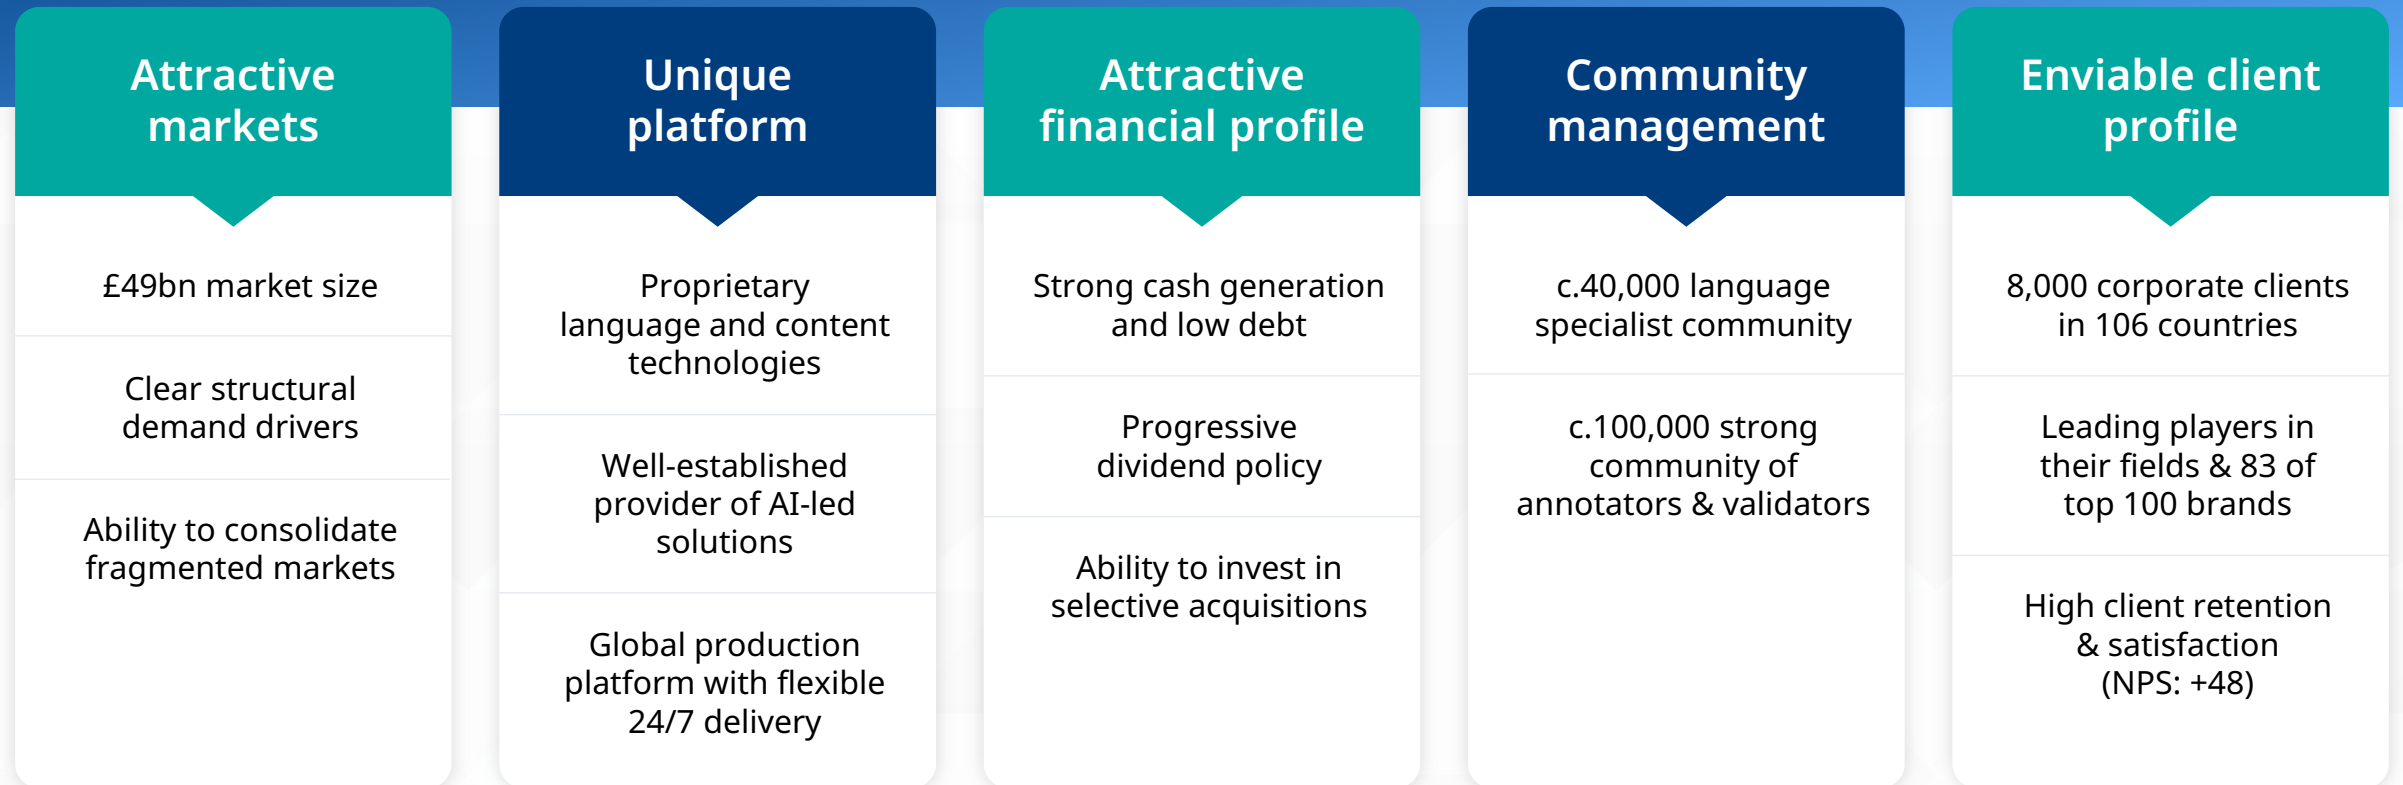 Attractive
markets
£49bn market size
Clear structural
demand drivers
Ability to consolidate
fragmented markets
Unique
platform
Proprietary
language and content
technologies
Well-established
provider of AI-led
solutions
Global production
platform with flexible
24/7 delivery
Attractive
financial profile
Strong cash generation
and low debt
Progressive
dividend policy
Ability to invest in
selective acquisitions
Community
management
c.40,000 language
specialist community
c.100,000 strong
community of
annotators & validators
Enviable client
profile
8,000 corporate clients
in 106 countries
Leading players in
their fields & 83 of
top 100 brands
High client retention
& satisfaction
(NPS: +48)